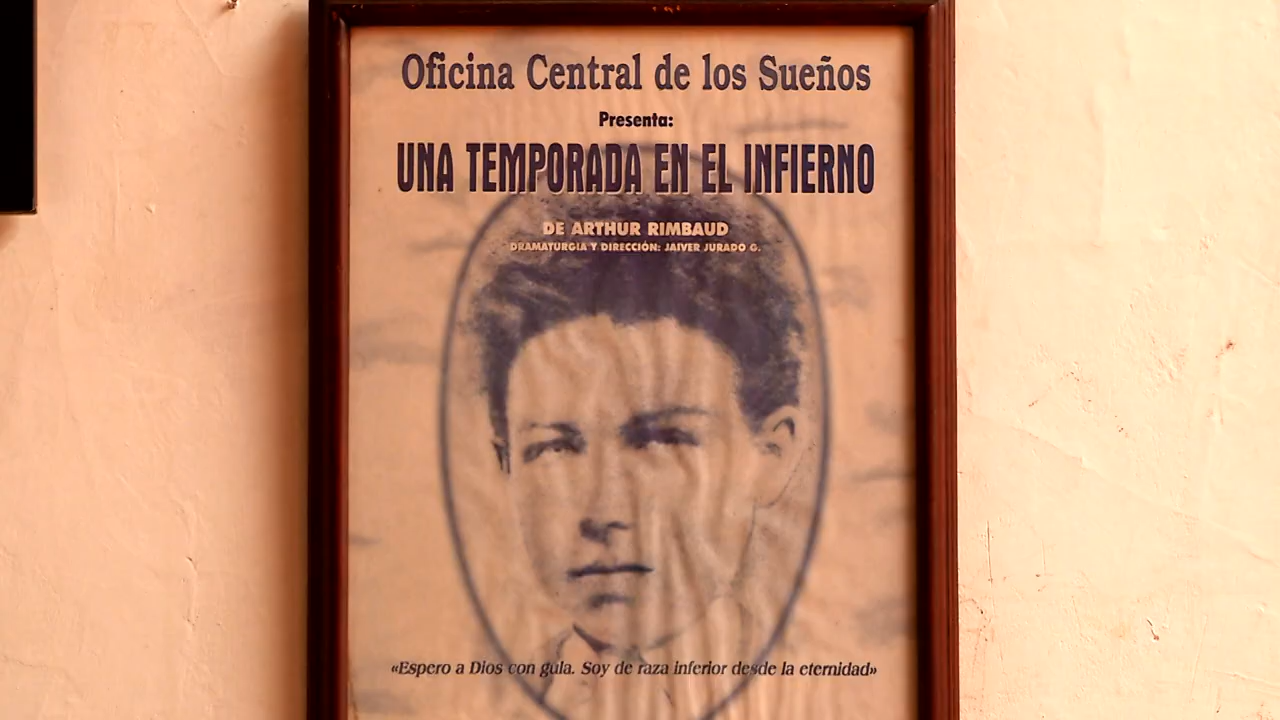 Oficina Central de los Sueños
Presenta:
UNA TEMPORADA EN EL INFIERNO
DE ARTHUR RIMBAUD
DRAMATURGIA Y DIRECCIÓN: JAIVER JURADO G.
«Espero a Dios con gula. Soy de raza inferior desde la eternidad»